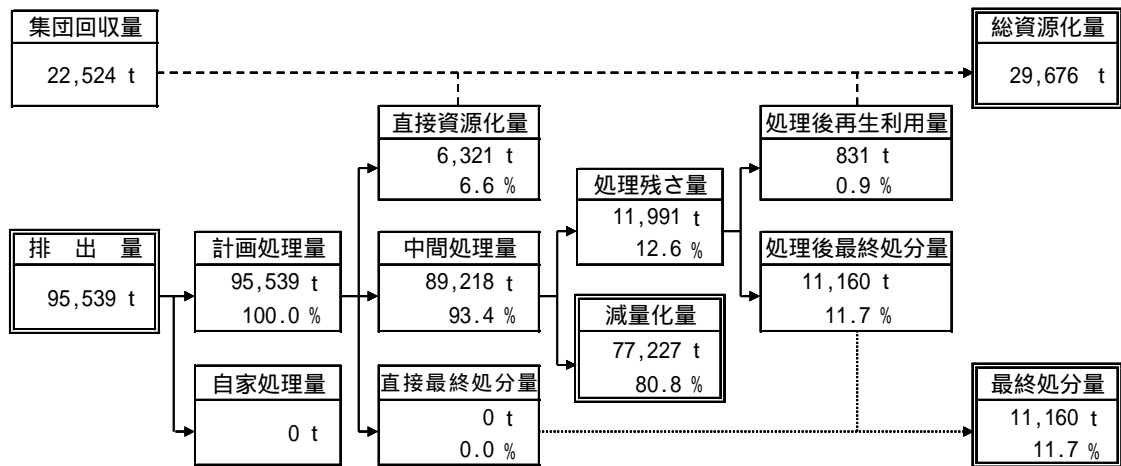 集団回収量
22,524 t
総資源化量
29,676 t
直接資源化量
6,321 t
6.6 %
処理後再生利用量
831 t
0.9 %
処理残さ量
11,991 t
12.6 %
排 出 量
95,539 t
計画処理量
95,539 t
100.0 %
中間処理量
89,218 t
93.4 %
処理後最終処分量
11,160 t
11.7 %
減量化量
77,227 t
80.8 %
自家処理量
0 t
直接最終処分量
0 t
0.0 %
最終処分量
11,160 t
11.7 %